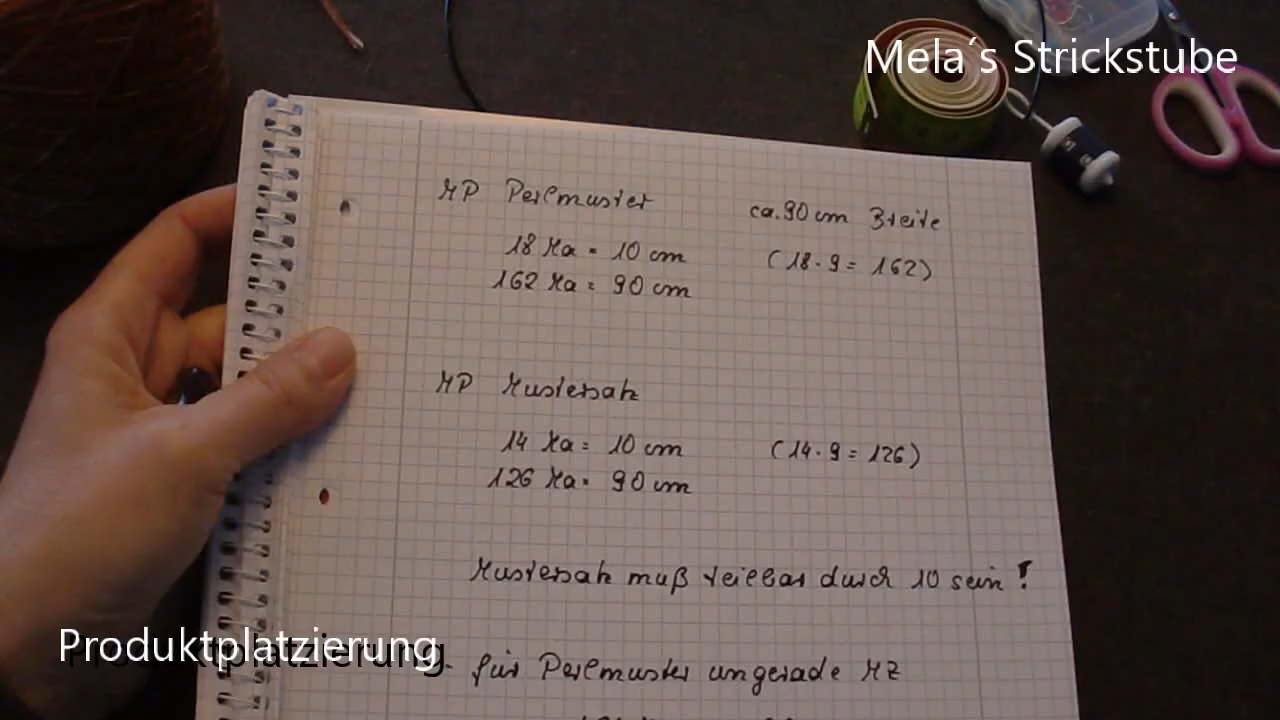 Mela´s Strickstube
MP Perlmuster
ca. 90 cm Breite
18 Ma = 10 cm
(18 · 9 = 162)
162 Ma = 90 cm
MP Mustersatz
14 Ma = 10 cm
(14 · 9 = 126)
126 Ma = 90 cm
Mustersatz muß teilbar durch 10 sein!
Produktplatzierung
für Perlmuster ungerade MZ